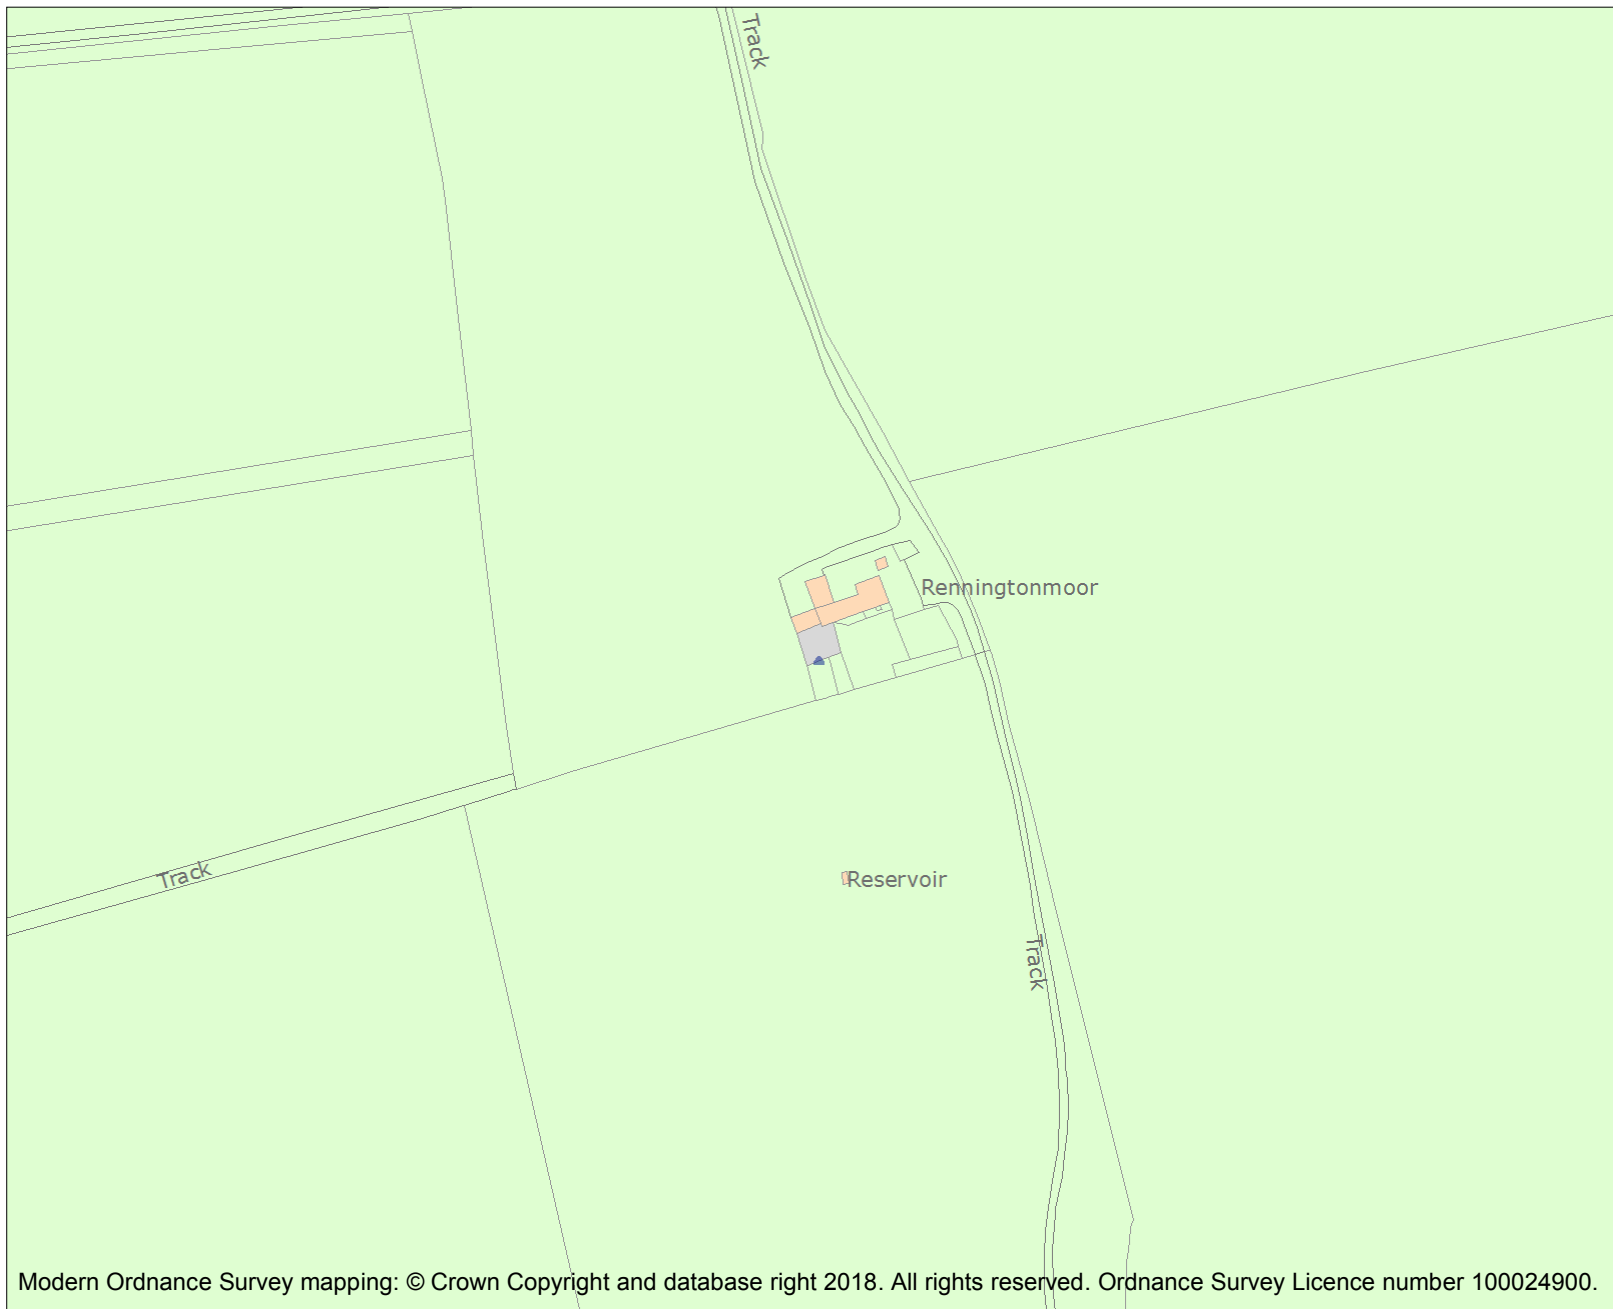 Track
Renningtonmoor
Track
Reservoir
Track
Modern Ordnance Survey mapping: © Crown Copyright and database right 2018. All rights reserved. Ordnance Survey Licence number 100024900.